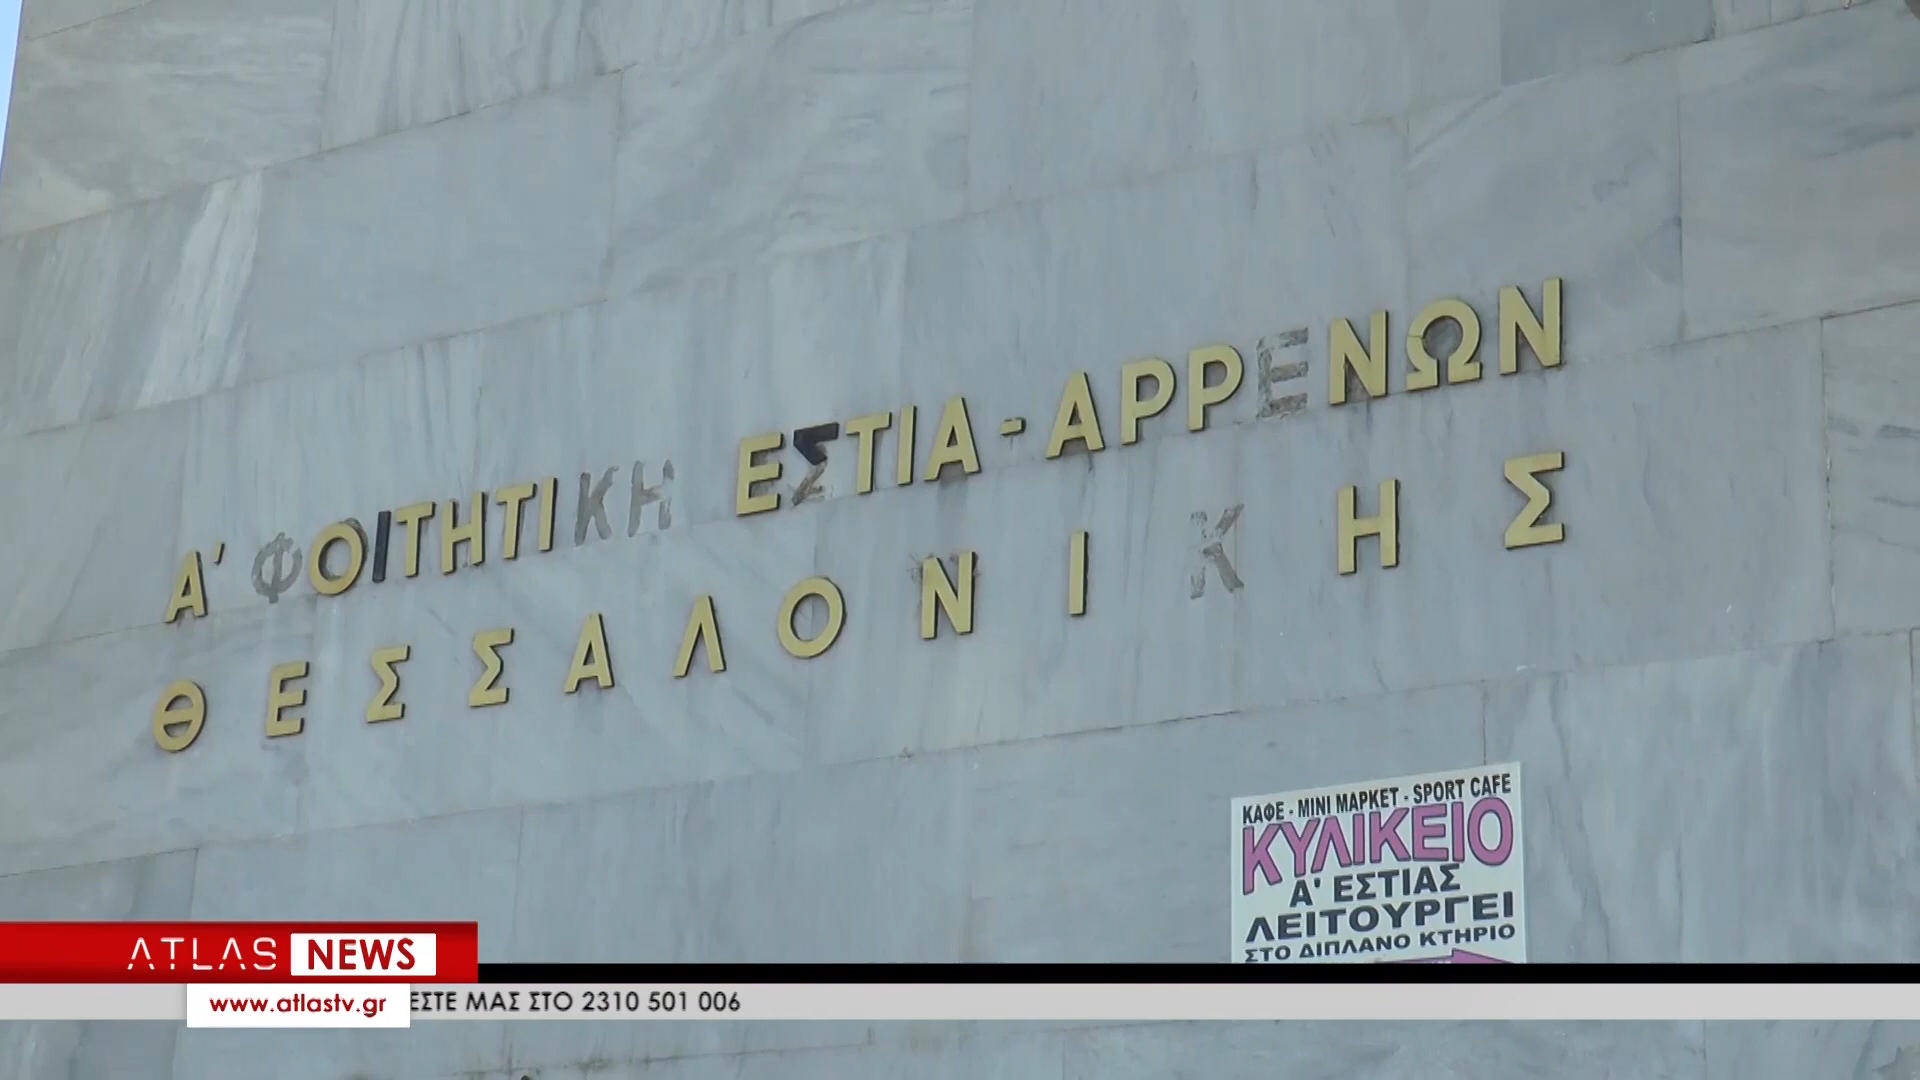 Α' ΦΟΙΤΗΤΙΚΗ ΕΣΤΙΑ-ΑΡΡΕΝΩΝ
ΘΕΣΣΑΛΟΝΙΚΗΣ
ΚΑΦΕ - MINI MAPKET - SPORT CAFE
ΚΥΛΙΚΕΙΟ
Α' ΕΣΤΙΑΣ
ΛΕΙΤΟΥΡΓΕΙ
ΣΤΟ ΔΙΠΛΑΝΟ ΚΤΗΡΙΟ
ATLAS NEWS
www.atlastv.gr ΕΣΤΕ ΜΑΣ ΣΤΟ 2310 501 006